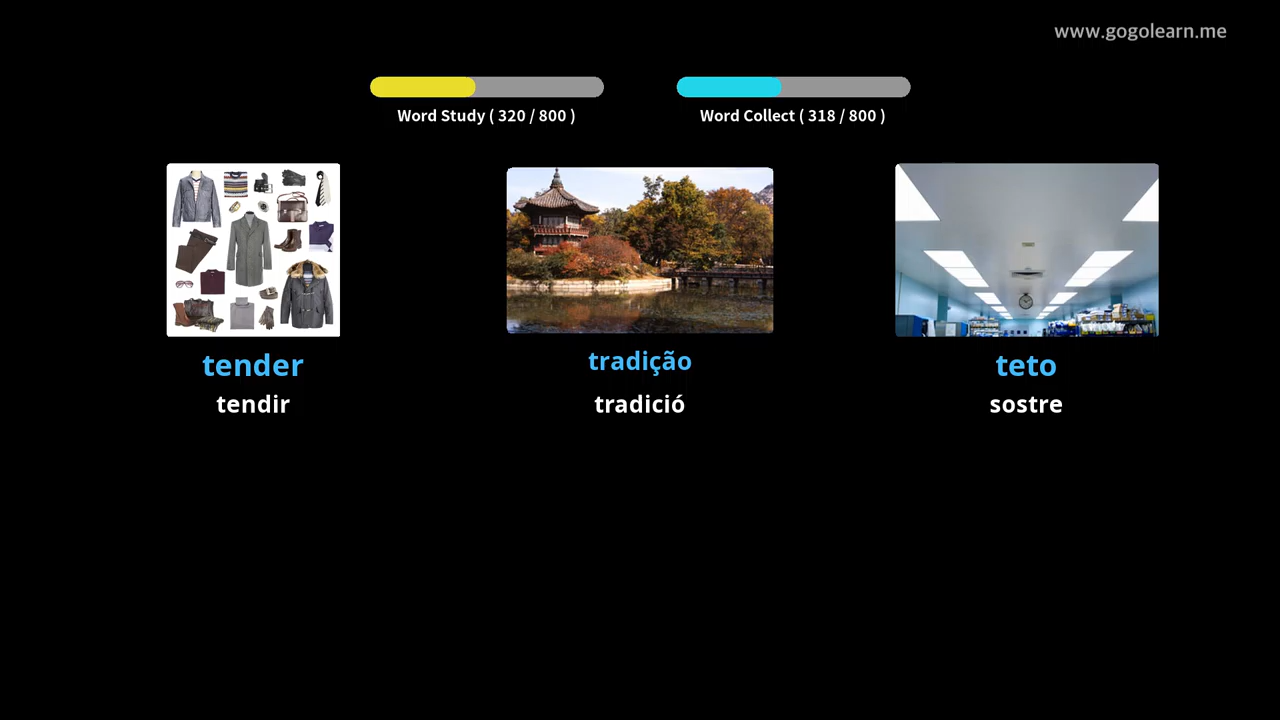 www.gogolearn.me
Word Study ( 320 / 800 )
Word Collect ( 318 / 800 )
tender
tendir
tradição
tradició
teto
sostre